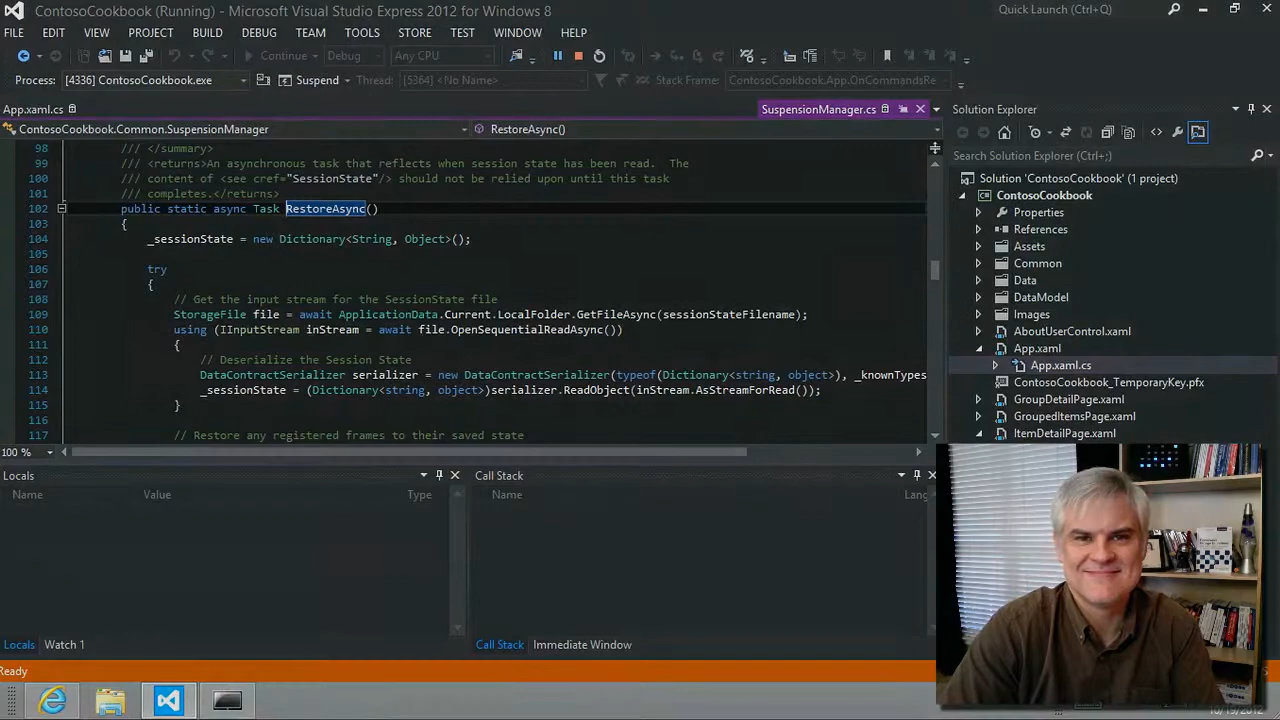 ContosoCookbook (Running) - Microsoft Visual Studio Express 2012 for Windows 8
Quick Launch (Ctrl+Q)
FILE EDIT VIEW PROJECT BUILD DEBUG TEAM TOOLS STORE TEST WINDOW HELP
Continue Debug Any CPU
Process: [4336] ContosoCookbook.exe Suspend Thread: [5364] <No Name> Stack Frame: ContosoCookbook.App.OnCommandsRe
App.xaml.cs SuspensionManager.cs
ContosoCookbook.Common.SuspensionManager RestoreAsync()
98 /// </summary>
99 /// <returns>An asynchronous task that reflects when session state has been read. The
100 /// content of <see cref="SessionState"/> should not be relied upon until this task
101 /// completes.</returns>
102 public static async Task RestoreAsync()
103 {
104 _sessionState = new Dictionary<String, Object>();
105
106 try
107 {
108 // Get the input stream for the SessionState file
109 StorageFile file = await ApplicationData.Current.LocalFolder.GetFileAsync(sessionStateFilename);
110 using (IInputStream inStream = await file.OpenSequentialReadAsync())
111 {
112 // Deserialize the Session State
113 DataContractSerializer serializer = new DataContractSerializer(typeof(Dictionary<string, object>), _knownTypes
114 _sessionState = (Dictionary<string, object>)serializer.ReadObject(inStream.AsStreamForRead());
115 }
116
117 // Restore any registered frames to their saved state
100 %
Solution Explorer
Search Solution Explorer (Ctrl+;)
Solution 'ContosoCookbook' (1 project)
ContosoCookbook
Properties
References
Assets
Common
Data
DataModel
Images
AboutUserControl.xaml
App.xaml
App.xaml.cs
ContosoCookbook_TemporaryKey.pfx
GroupDetailPage.xaml
GroupedItemsPage.xaml
ItemDetailPage.xaml
Locals
Name Value Type
Call Stack
Name Lang
Locals Watch 1
Call Stack Immediate Window
Ready